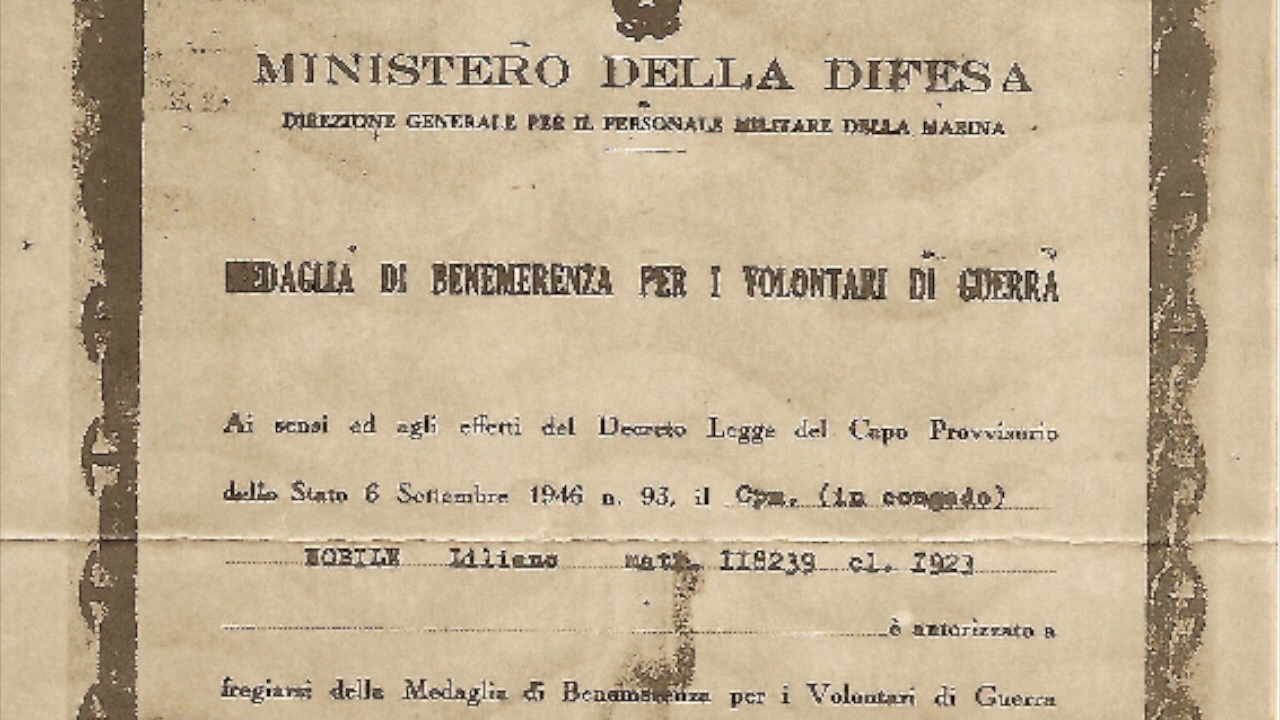 MINISTERO DELLA DIFESA
DIREZIONE GENERALE PER IL PERSONALE MILITARE DELLA MARINA
MEDAGLIA DI BENEMERENZA PER I VOLONTARI DI GUERRA
Ai sensi ed agli effetti del Decreto Legge del Capo Provvisorio
dello Stato 6 Settembre 1946 n. 93, il Cpm. (in congedo)
NOBILE Liliano matr. II8239 cl. I923
è autorizzato a
fregiarsi della Medaglia di Benemerenza per i Volontari di Guerra